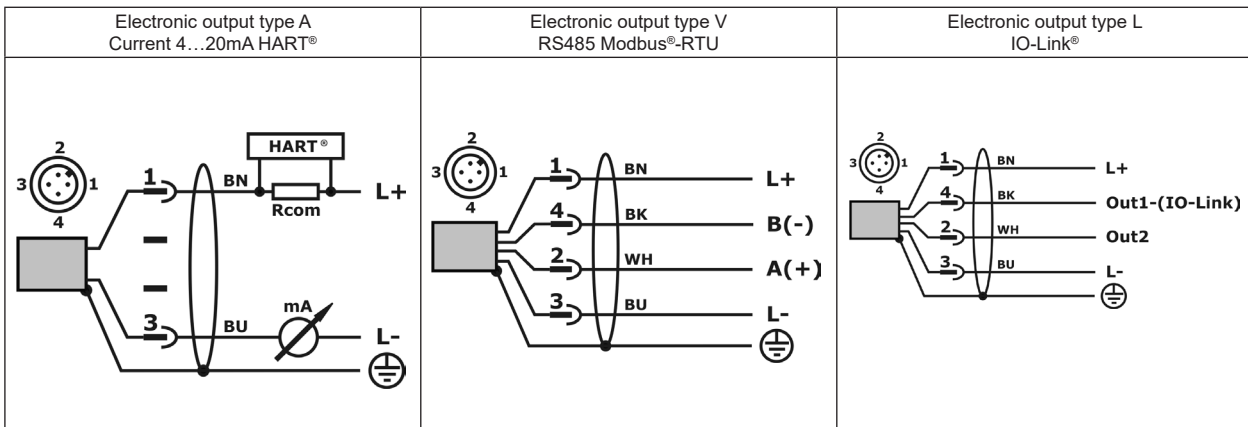 Electronic output type A
Current 4…20mA HART®
Electronic output type V
RS485 Modbus®-RTU
Electronic output type L
IO-Link®
2
3
1
4
1
BN
HART®
Rcom
L+
3
BU
mA
L-
2
3
1
4
1
BN
L+
4
BK
B(-)
2
WH
A(+)
3
BU
L-
2
3
1
4
1
BN
L+
4
BK
Out1-(IO-Link)
2
WH
Out2
3
BU
L-